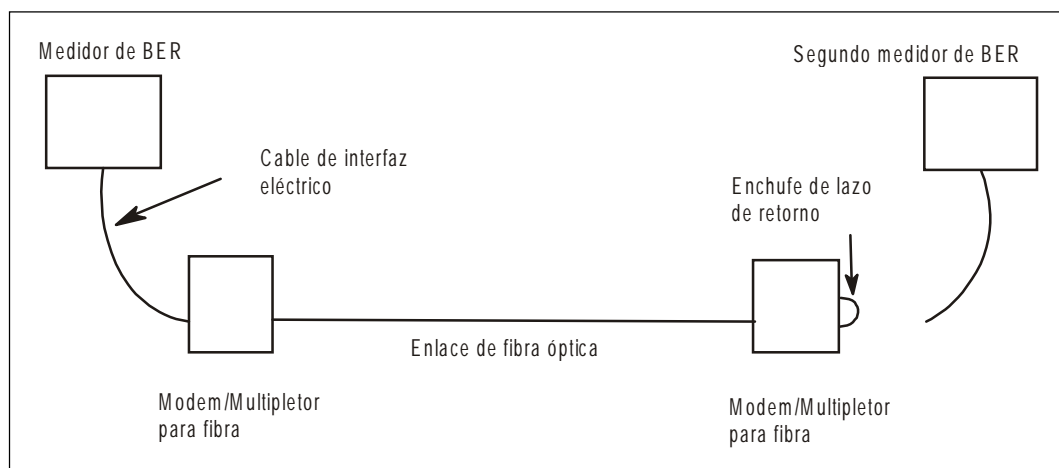 Medidor de BER
Segundo medidor de BER
Cable de interfaz
eléctrico
Enchufe de lazo
de retorno
Enlace de fibra óptica
Modem/Multipletor
para fibra
Modem/Multipletor
para fibra